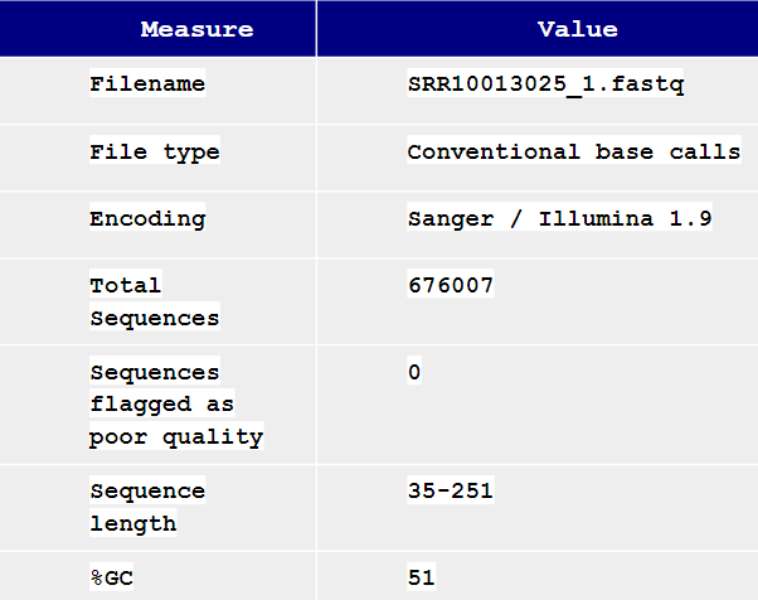 Measure Value
Filename SRR10013025_1.fastq
File type Conventional base calls
Encoding Sanger / Illumina 1.9
Total 676007
Sequences
Sequences 0
flagged as
poor quality
Sequence 35-251
length
%GC 51